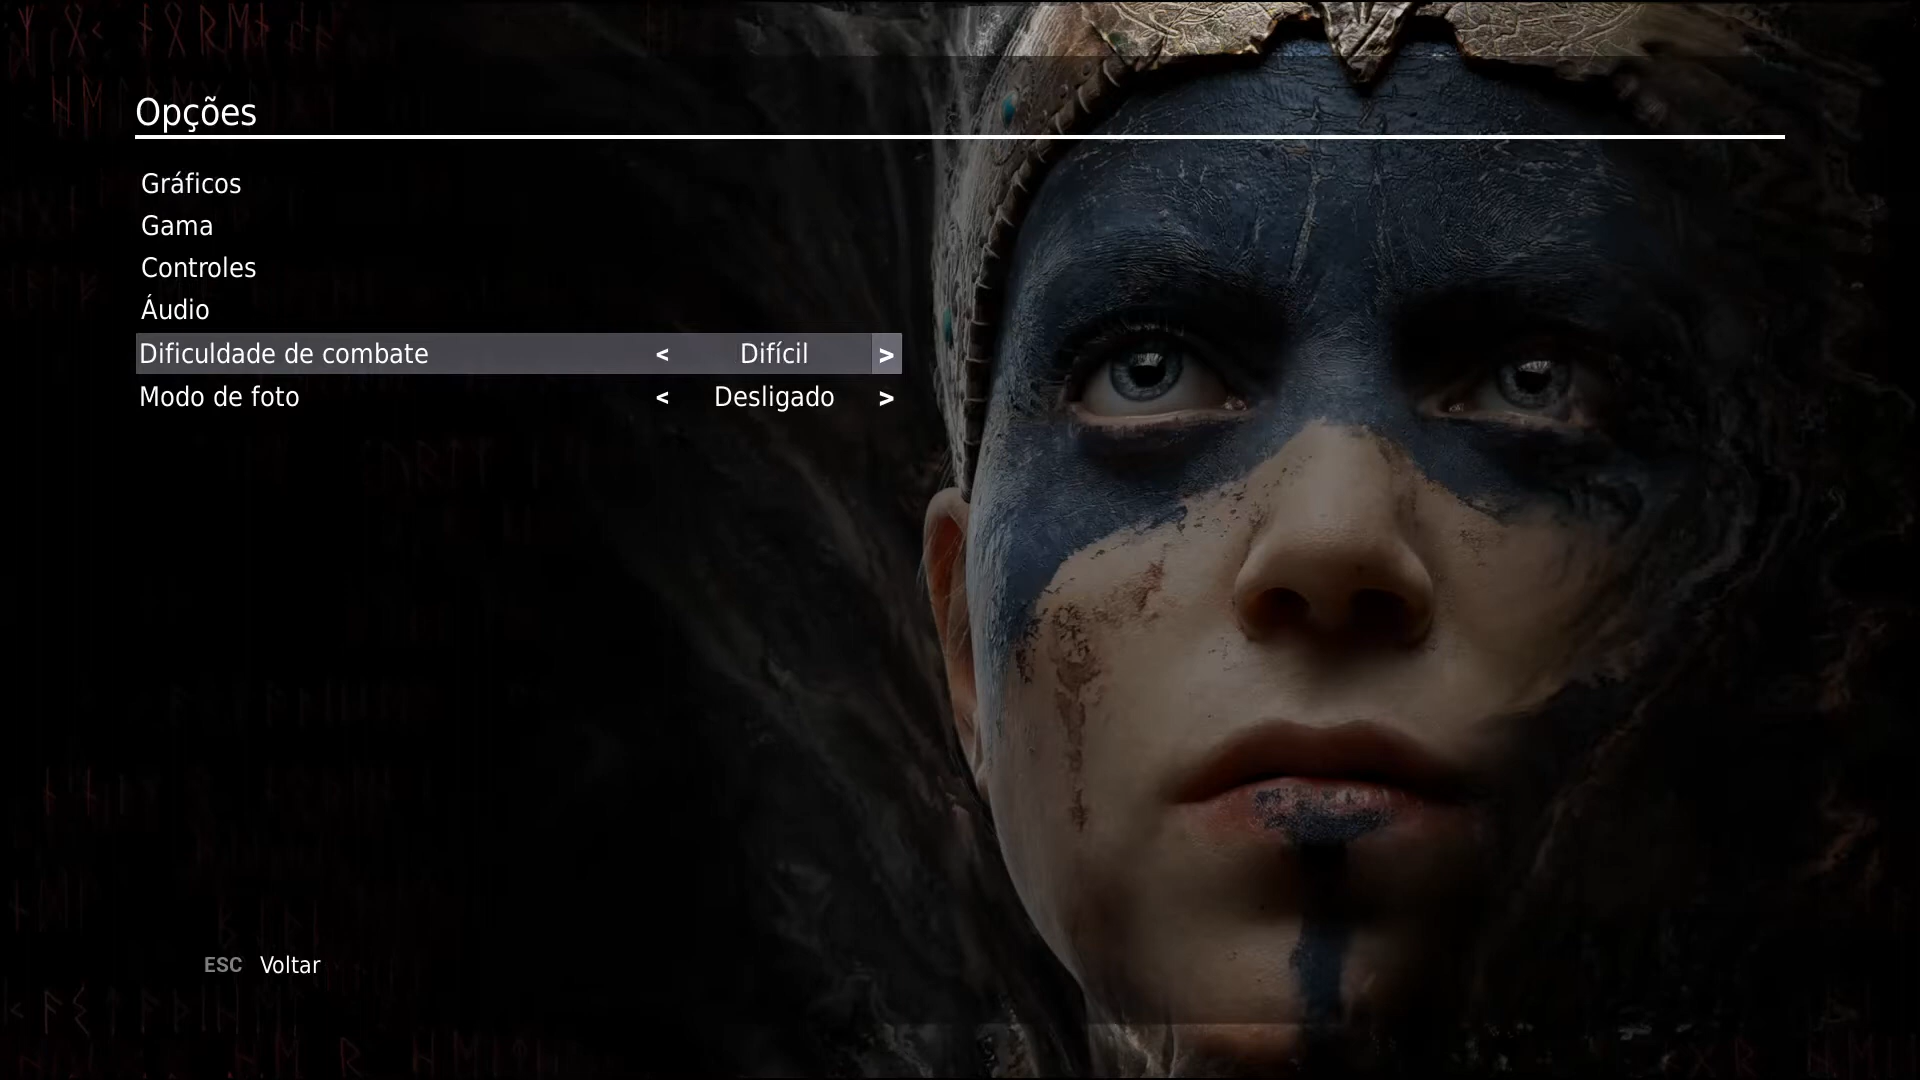 Opções
Gráficos
Gama
Controles
Áudio
Dificuldade de combate < Difícil >
Modo de foto < Desligado >
ESC Voltar